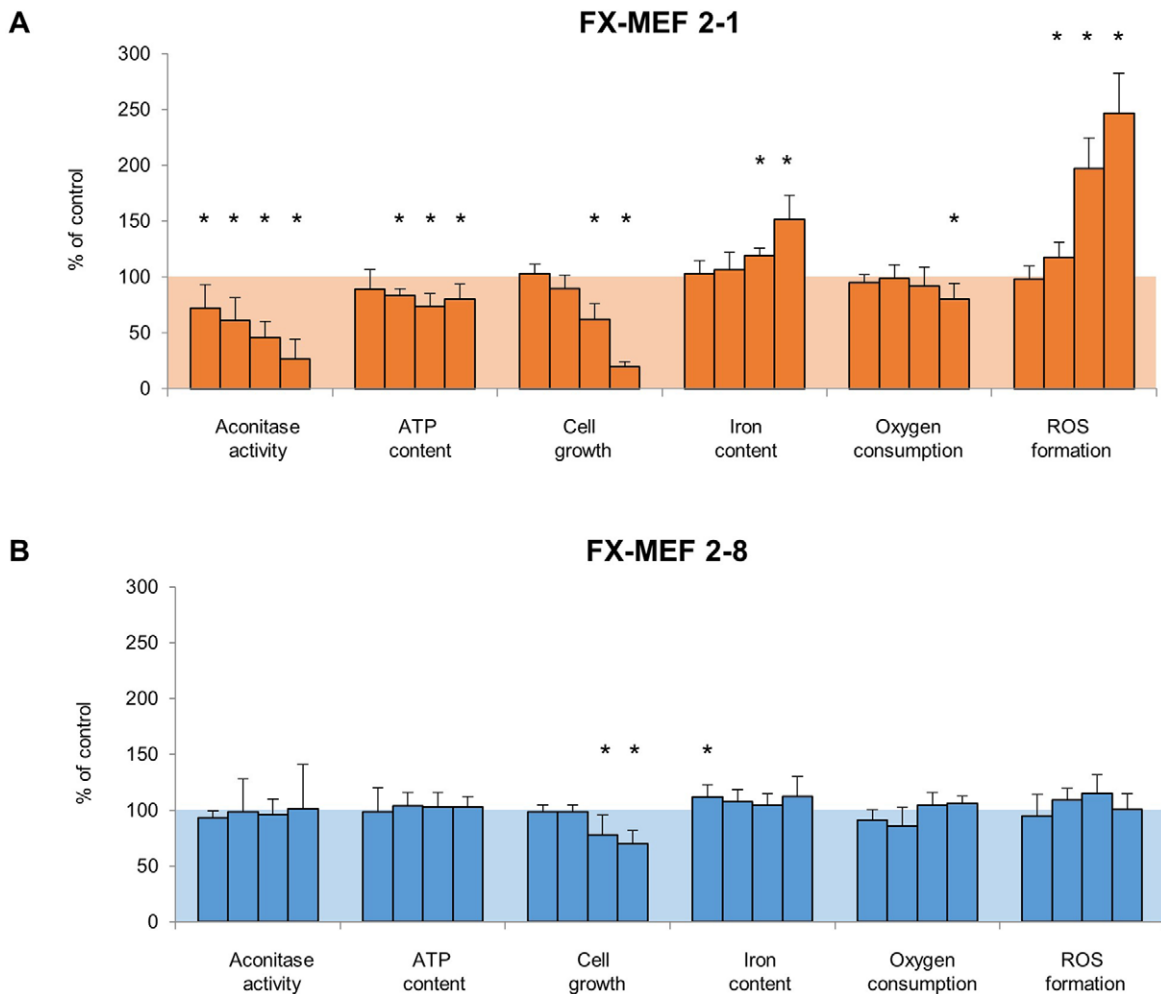 A
FX-MEF 2-1
* * *
300
250
200
* *
150
* * * *
* * *
* *
*
100
50
0
% of control
Aconitase
activity
ATP
content
Cell
growth
Iron
content
Oxygen
consumption
ROS
formation
B
FX-MEF 2-8
300
250
200
150
* *
*
100
50
0
% of control
Aconitase
activity
ATP
content
Cell
growth
Iron
content
Oxygen
consumption
ROS
formation